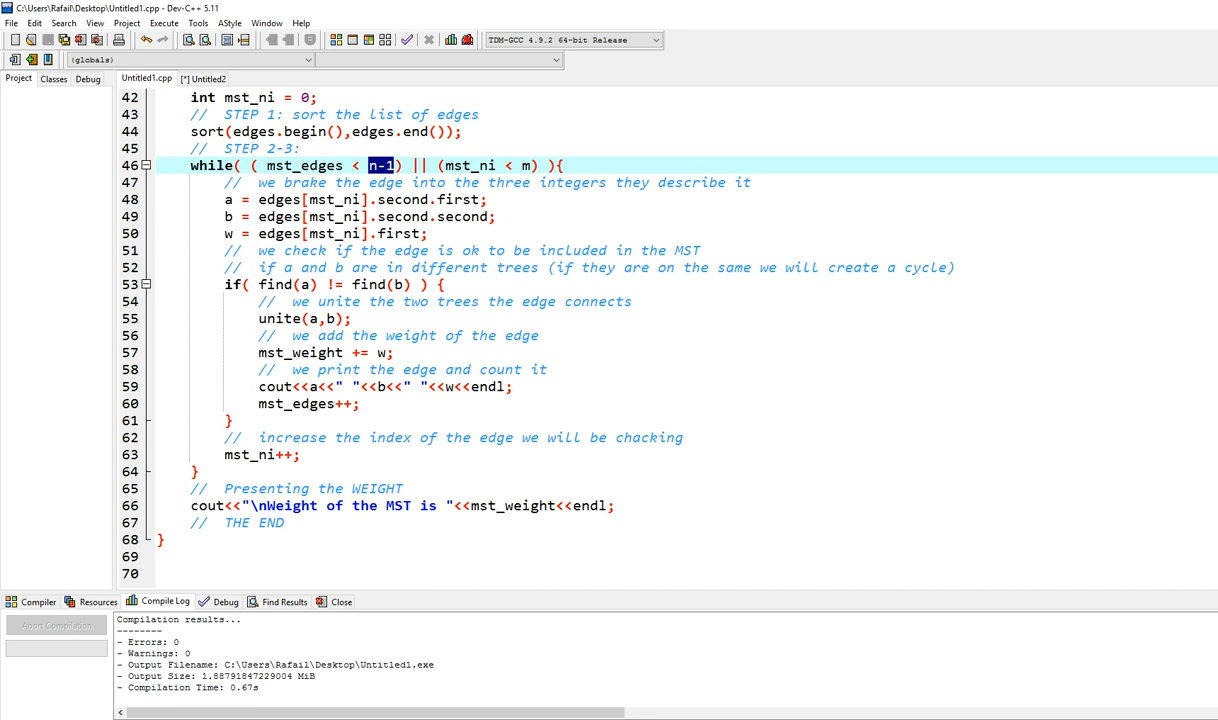 C:\Users\Rafail\Desktop\Untitled1.cpp - Dev-C++ 5.11
File Edit Search View Project Execute Tools AStyle Window Help
TDM-GCC 4.9.2 64-bit Release
(globals)
Project Classes Debug Untitled1.cpp [*] Untitled2
42 int mst_ni = 0;
43 // STEP 1: sort the list of edges
44 sort(edges.begin(),edges.end());
45 // STEP 2-3:
46 while( ( mst_edges < n-1) || (mst_ni < m) ){
47 // we brake the edge into the three integers they describe it
48 a = edges[mst_ni].second.first;
49 b = edges[mst_ni].second.second;
50 w = edges[mst_ni].first;
51 // we check if the edge is ok to be included in the MST
52 // if a and b are in different trees (if they are on the same we will create a cycle)
53 if( find(a) != find(b) ) {
54 // we unite the two trees the edge connects
55 unite(a,b);
56 // we add the weight of the edge
57 mst_weight += w;
58 // we print the edge and count it
59 cout<<a<<" "<<b<<" "<<w<<endl;
60 mst_edges++;
61 }
62 // increase the index of the edge we will be chacking
63 mst_ni++;
64 }
65 // Presenting the WEIGHT
66 cout<<"\nWeight of the MST is "<<mst_weight<<endl;
67 // THE END
68 }
69
70
Compiler Resources Compile Log Debug Find Results Close
Abort Compilation
Compilation results...
--------
- Errors: 0
- Warnings: 0
- Output Filename: C:\Users\Rafail\Desktop\Untitled1.exe
- Output Size: 1.88791847229004 MiB
- Compilation Time: 0.67s